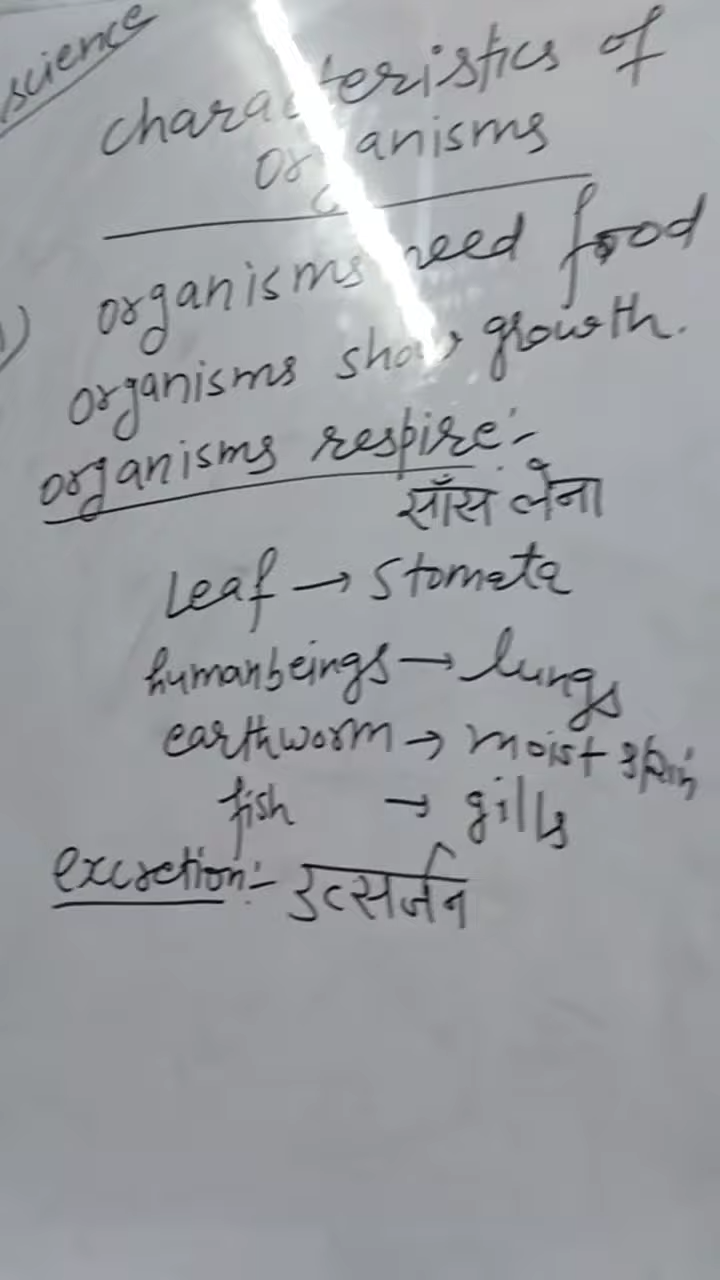 science
characteristics of
organisms
1) organisms need food
organisms show growth.
organisms respire:-
साँस लेना
Leaf → Stomata
humanbeings → lungs
earthworm → moist skin
fish → gills
excretion:- उत्सर्जन